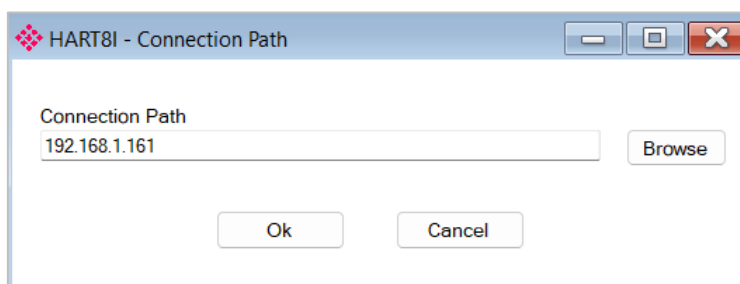 HART8I - Connection Path
Connection Path
192.168.1.161
Browse
Ok
Cancel